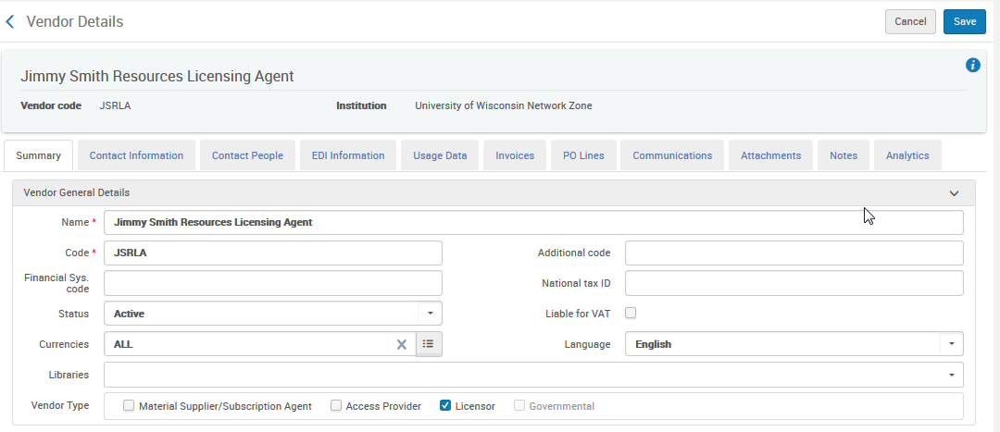 Vendor Details
Cancel
Save
Jimmy Smith Resources Licensing Agent
Vendor code JSRLA Institution University of Wisconsin Network Zone
Summary Contact Information Contact People EDI Information Usage Data Invoices PO Lines Communications Attachments Notes Analytics
Vendor General Details
Name * Jimmy Smith Resources Licensing Agent
Code * JSRLA Additional code
Financial Sys.
code
National tax ID
Status Active Liable for VAT
Currencies ALL Language English
Libraries
Vendor Type Material Supplier/Subscription Agent Access Provider Licensor Governmental